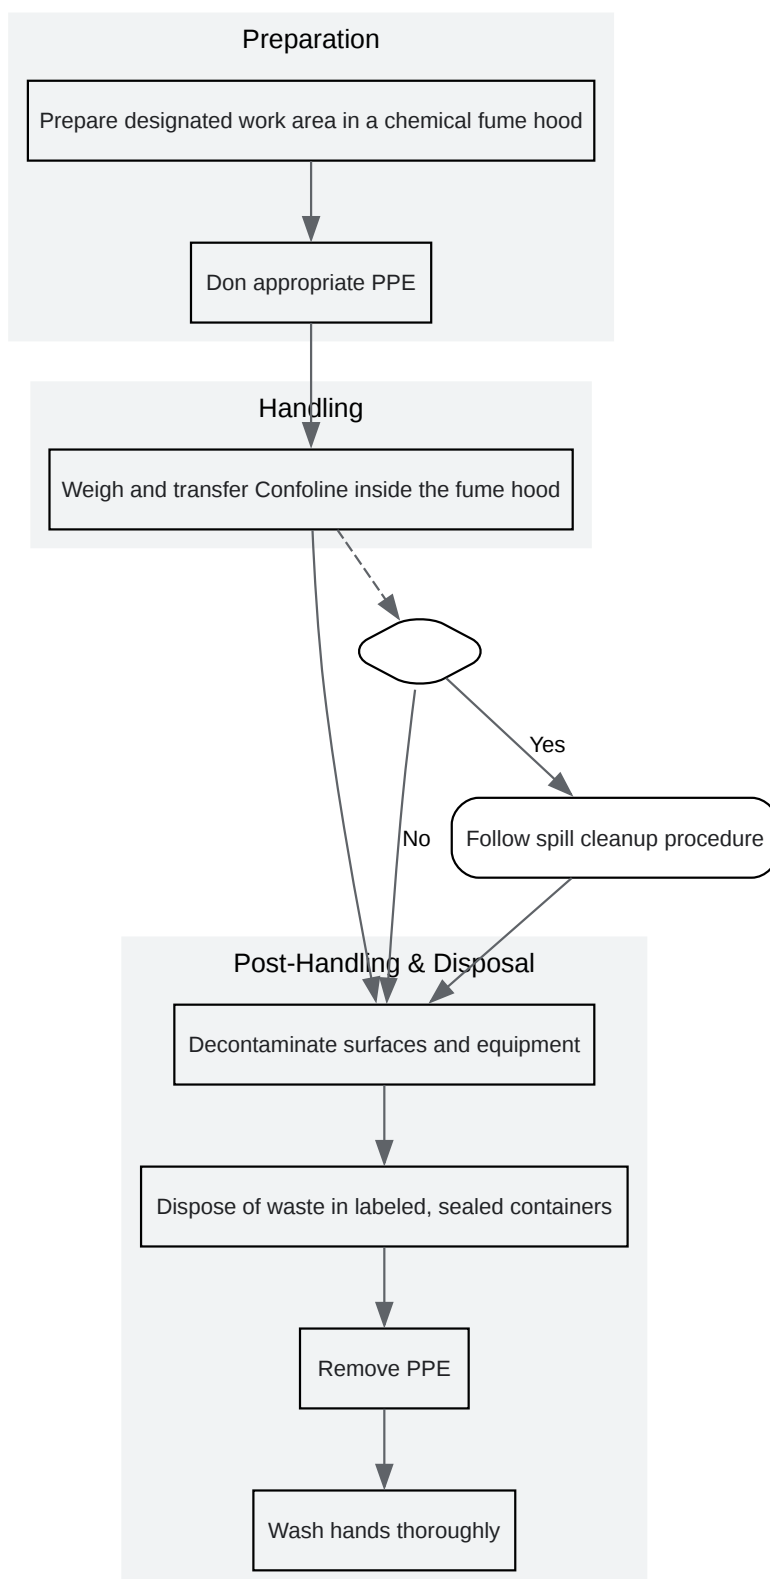 Preparation
Prepare designated work area in a chemical fume hood
Don appropriate PPE
Handling
Weigh and transfer Confoline inside the fume hood
Yes
No
Follow spill cleanup procedure
Post-Handling & Disposal
Decontaminate surfaces and equipment
Dispose of waste in labeled, sealed containers
Remove PPE
Wash hands thoroughly